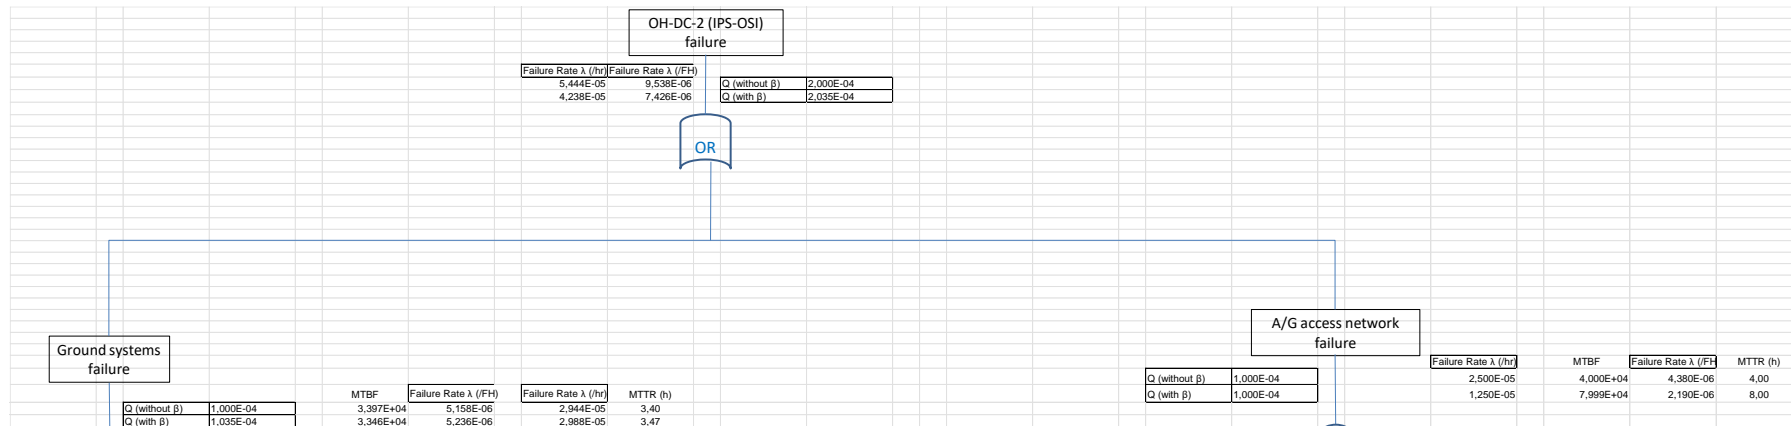 OH-DC-2 (IPS-OSI)
failure
Failure Rate λ (/hr) Failure Rate λ (/FH)
5,444E-05 9,538E-06 Q (without β) 2,000E-04
4,238E-05 7,426E-06 Q (with β) 2,035E-04
OR
A/G access network
failure
Ground systems
failure
Failure Rate λ (/hr) MTBF Failure Rate λ (/FH MTTR (h)
Q (without β) 1,000E-04 2,500E-05 4,000E+04 4,380E-06 4,00
Q (with β) 1,000E-04 1,250E-05 7,999E+04 2,190E-06 8,00
MTBF Failure Rate λ (/FH) Failure Rate λ (/hr) MTTR (h)
Q (without β) 1,000E-04 3,397E+04 5,158E-06 2,944E-05 3,40
Q (with β) 1,035E-04 3,346E+04 5,236E-06 2,988E-05 3,47